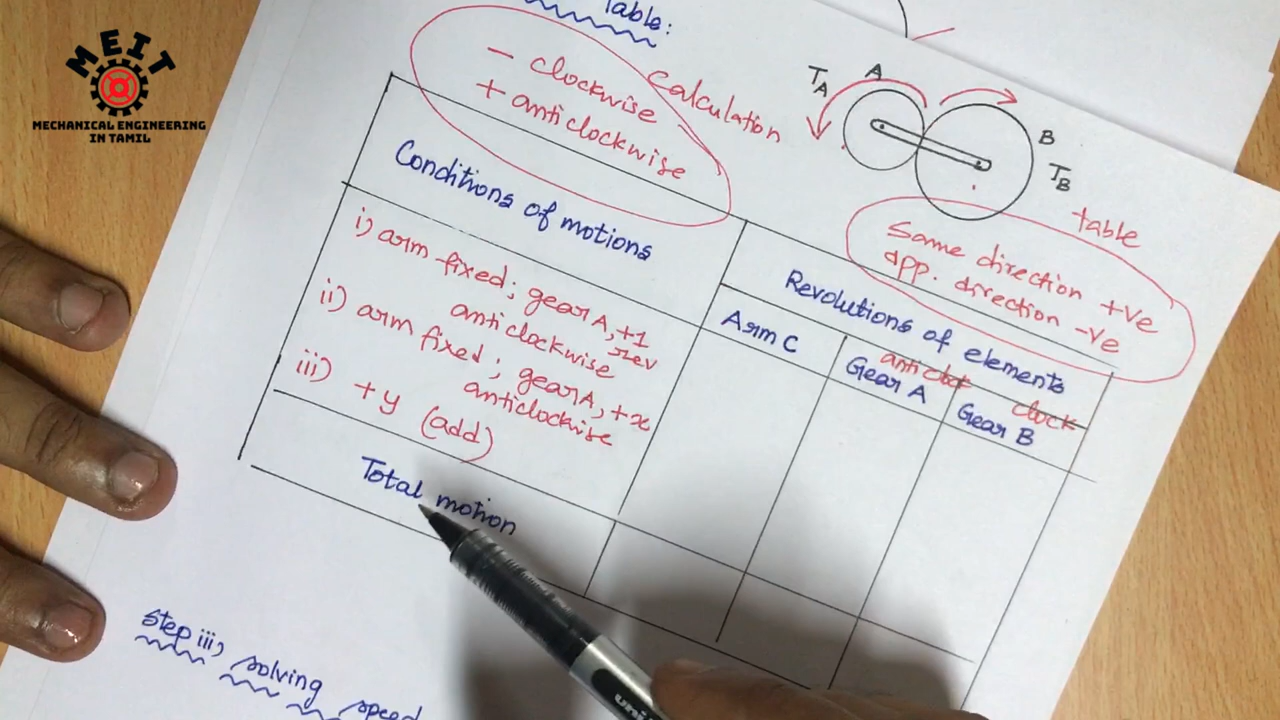 MEIT
MECHANICAL ENGINEERING
IN TAMIL
Table:
- clockwise
+ anticlockwise
calculation
TA
A
B
TB
table
Same direction +ve
opp. direction -ve
Conditions of motions
Revolutions of elements
Arm C
anticlock
Gear A
clock
Gear B
i) arm fixed; gear A, +1 rev
anticlockwise
ii) arm fixed; gear A, +x
anticlockwise
iii) +y (add)
Total motion
Step iii, solving speed
uni